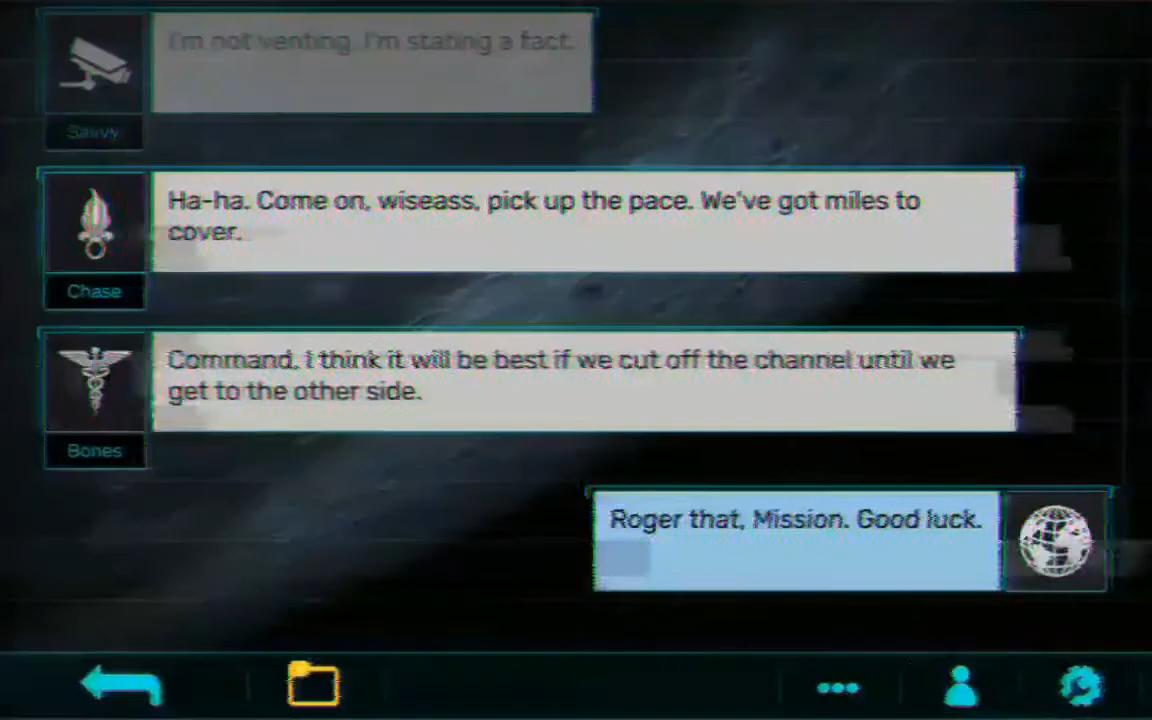 I'm not venting. I'm stating a fact.
Savvy
Ha-ha. Come on, wiseass, pick up the pace. We've got miles to
cover.
Chase
Command, I think it will be best if we cut off the channel until we
get to the other side.
Bones
Roger that, Mission. Good luck.